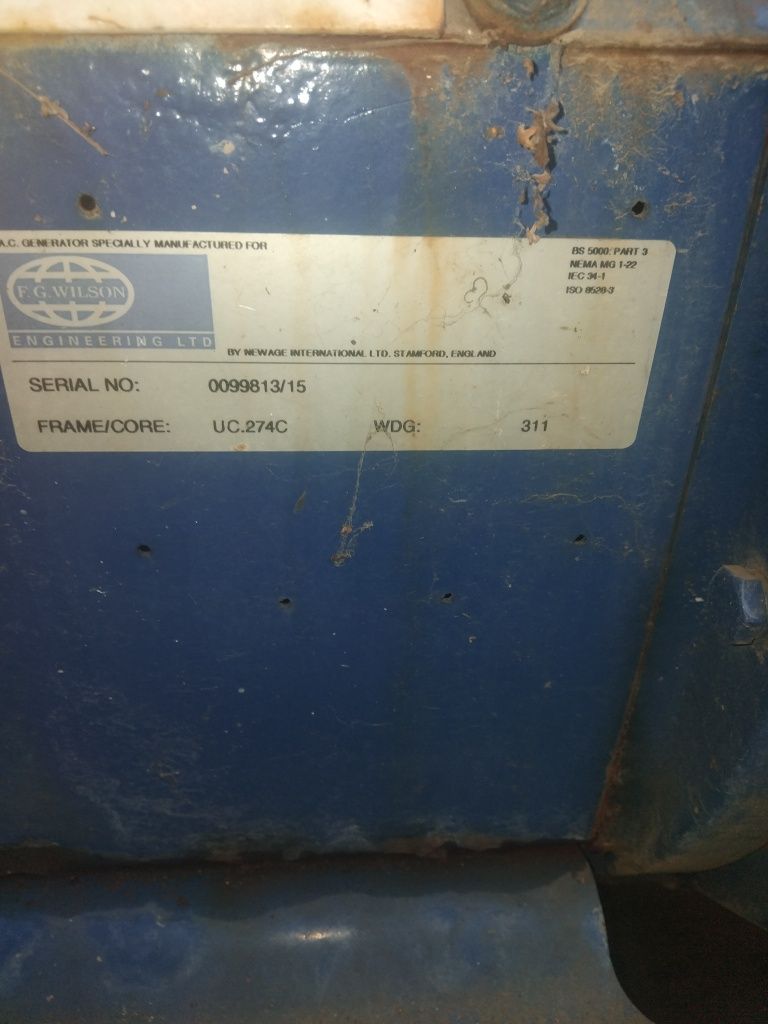 A.C. GENERATOR SPECIALLY MANUFACTURED FOR
BS 5000: PART 3
NEMA MG 1-22
IEC 34-1
ISO 8528-3
F.G.WILSON
ENGINEERING LTD
BY NEWAGE INTERNATIONAL LTD. STAMFORD, ENGLAND
SERIAL NO: 0099813/15
FRAME/CORE: UC.274C WDG: 311